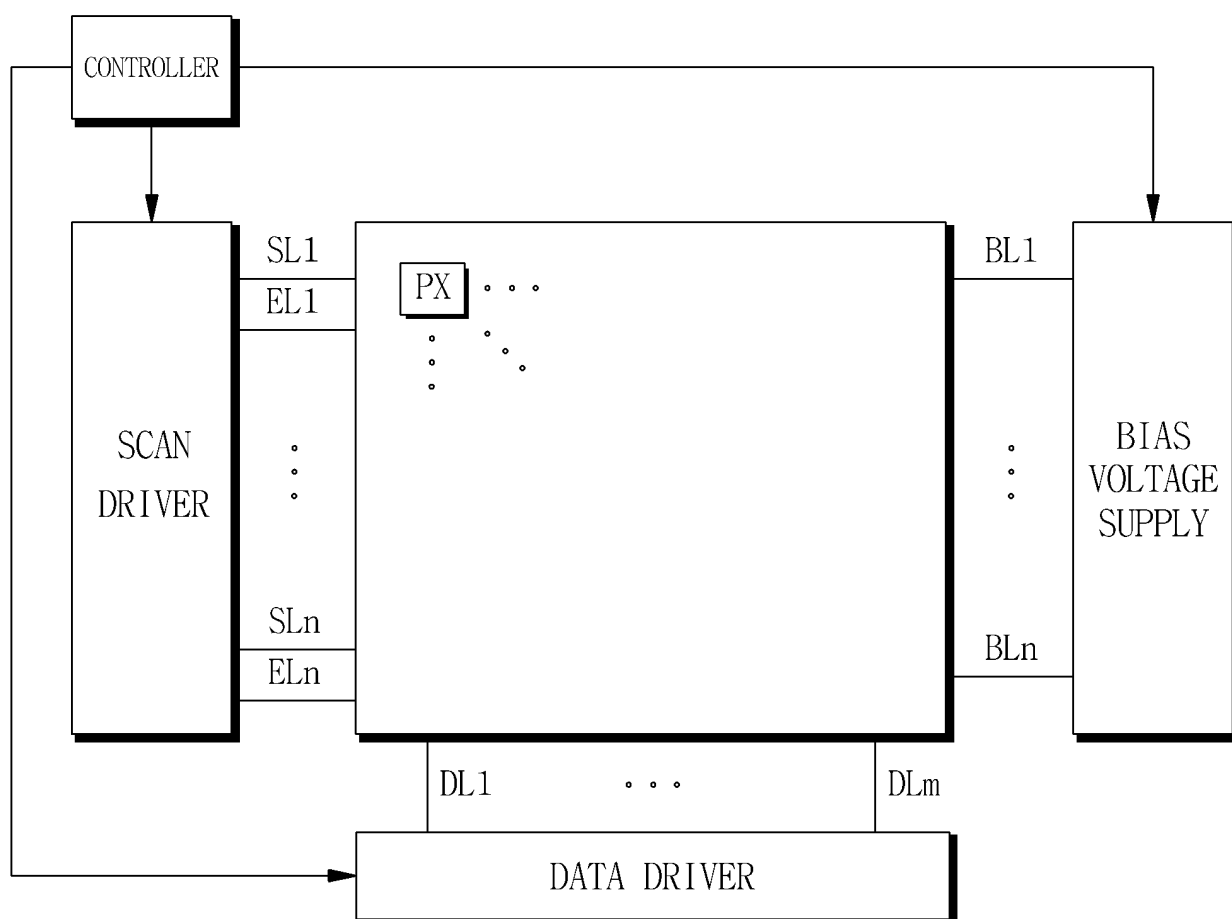 CONTROLLER
SL1
BL1
PX
EL1
SCAN
DRIVER
BIAS
VOLTAGE
SUPPLY
SLn
BLn
ELn
DL1
DLm
DATA DRIVER